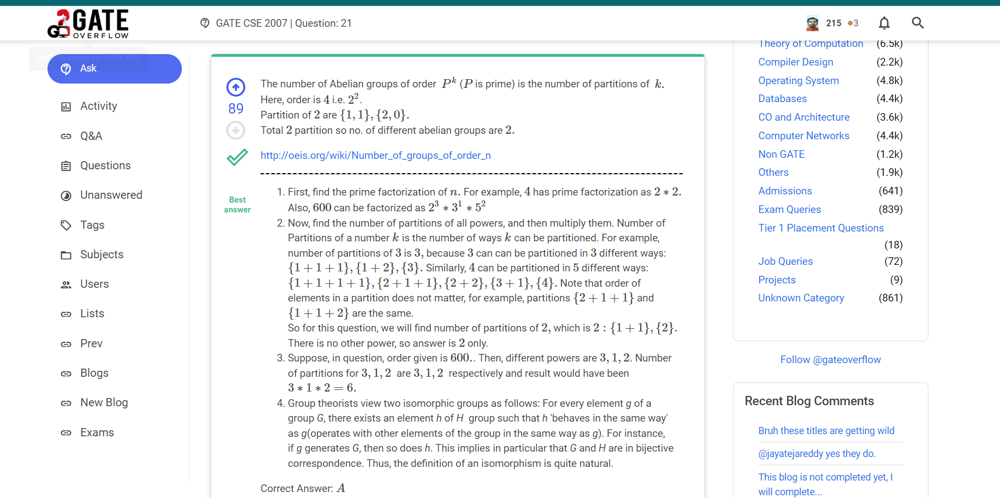 GATE
OVERFLOW
GATE CSE 2007 | Question: 21
215 3
GATE Overflow for GATE CSE
Ask
Activity
Q&A
Questions
Unanswered
Tags
Subjects
Users
Lists
Prev
Blogs
New Blog
Exams
89
Best
answer
The number of Abelian groups of order P^k (P is prime) is the number of partitions of k.
Here, order is 4 i.e. 2^2.
Partition of 2 are {1, 1}, {2, 0}.
Total 2 partition so no. of different abelian groups are 2.
http://oeis.org/wiki/Number_of_groups_of_order_n
1. First, find the prime factorization of n. For example, 4 has prime factorization as 2 * 2.
Also, 600 can be factorized as 2^3 * 3^1 * 5^2
2. Now, find the number of partitions of all powers, and then multiply them. Number of
Partitions of a number k is the number of ways k can be partitioned. For example,
number of partitions of 3 is 3, because 3 can can be partitioned in 3 different ways:
{1 + 1 + 1}, {1 + 2}, {3}. Similarly, 4 can be partitioned in 5 different ways:
{1 + 1 + 1 + 1}, {2 + 1 + 1}, {2 + 2}, {3 + 1}, {4}. Note that order of
elements in a partition does not matter, for example, partitions {2 + 1 + 1} and
{1 + 1 + 2} are the same.
So for this question, we will find number of partitions of 2, which is 2 : {1 + 1}, {2}.
There is no other power, so answer is 2 only.
3. Suppose, in question, order given is 600.. Then, different powers are 3, 1, 2. Number
of partitions for 3, 1, 2 are 3, 1, 2 respectively and result would have been
3 * 1 * 2 = 6.
4. Group theorists view two isomorphic groups as follows: For every element g of a
group G, there exists an element h of H group such that h 'behaves in the same way'
as g(operates with other elements of the group in the same way as g). For instance,
if g generates G, then so does h. This implies in particular that G and H are in bijective
correspondence. Thus, the definition of an isomorphism is quite natural.
Correct Answer: A
Theory of Computation (6.5k)
Compiler Design (2.2k)
Operating System (4.8k)
Databases (4.4k)
CO and Architecture (3.6k)
Computer Networks (4.4k)
Non GATE (1.2k)
Others (1.9k)
Admissions (641)
Exam Queries (839)
Tier 1 Placement Questions
(18)
Job Queries (72)
Projects (9)
Unknown Category (861)
Follow @gateoverflow
Recent Blog Comments
Bruh these titles are getting wild
@jayatejareddy yes they do.
This blog is not completed yet, I
will complete...